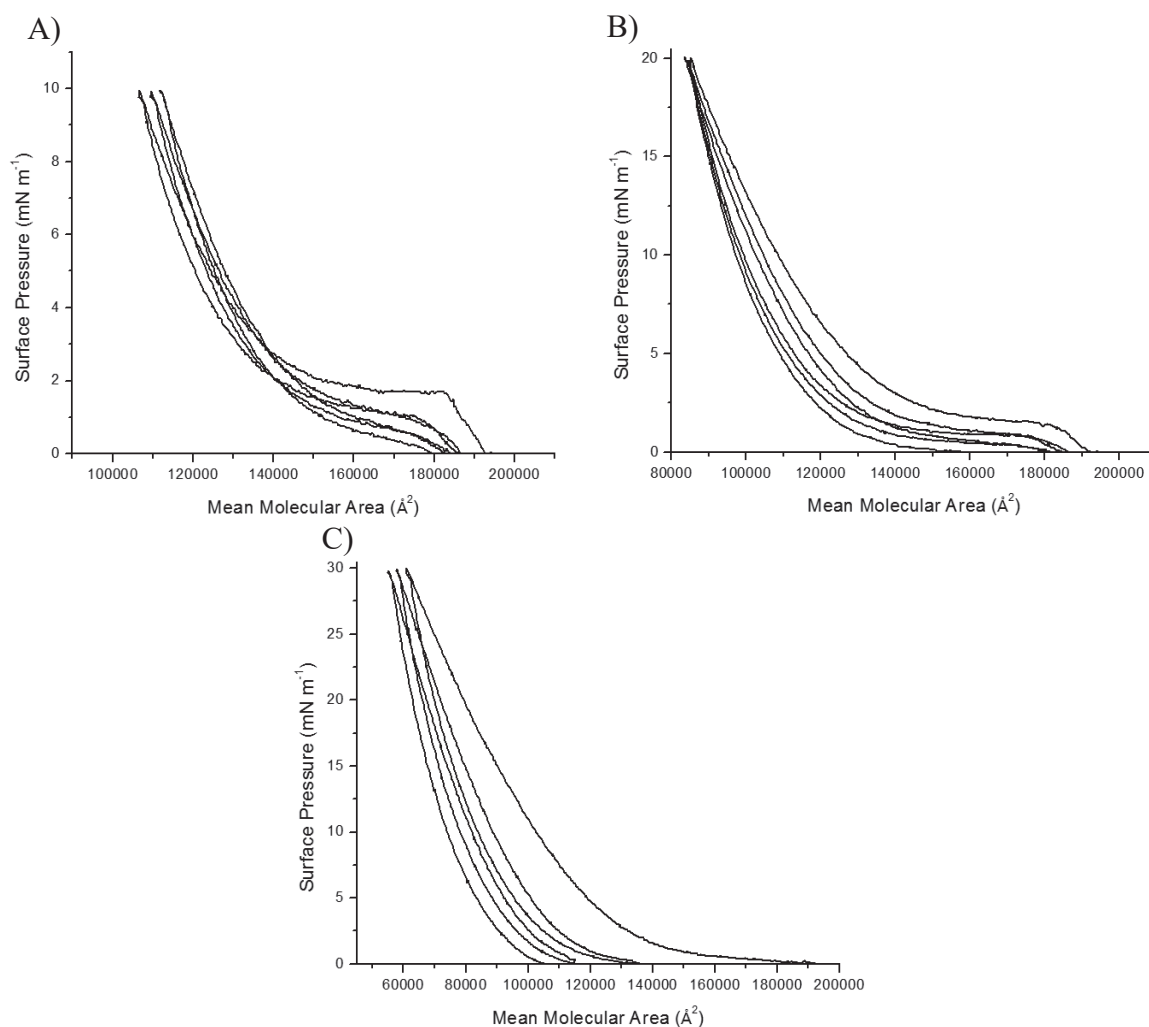 A)
10
8
6
4
2
0
Surface Pressure (mN m⁻¹)
100000 120000 140000 160000 180000 200000
Mean Molecular Area (Å²)
B)
20
15
10
5
0
Surface Pressure (mN m⁻¹)
80000 100000 120000 140000 160000 180000 200000
Mean Molecular Area (Å²)
C)
30
25
20
15
10
5
0
Surface Pressure (mN m⁻¹)
60000 80000 100000 120000 140000 160000 180000 200000
Mean Molecular Area (Å²)